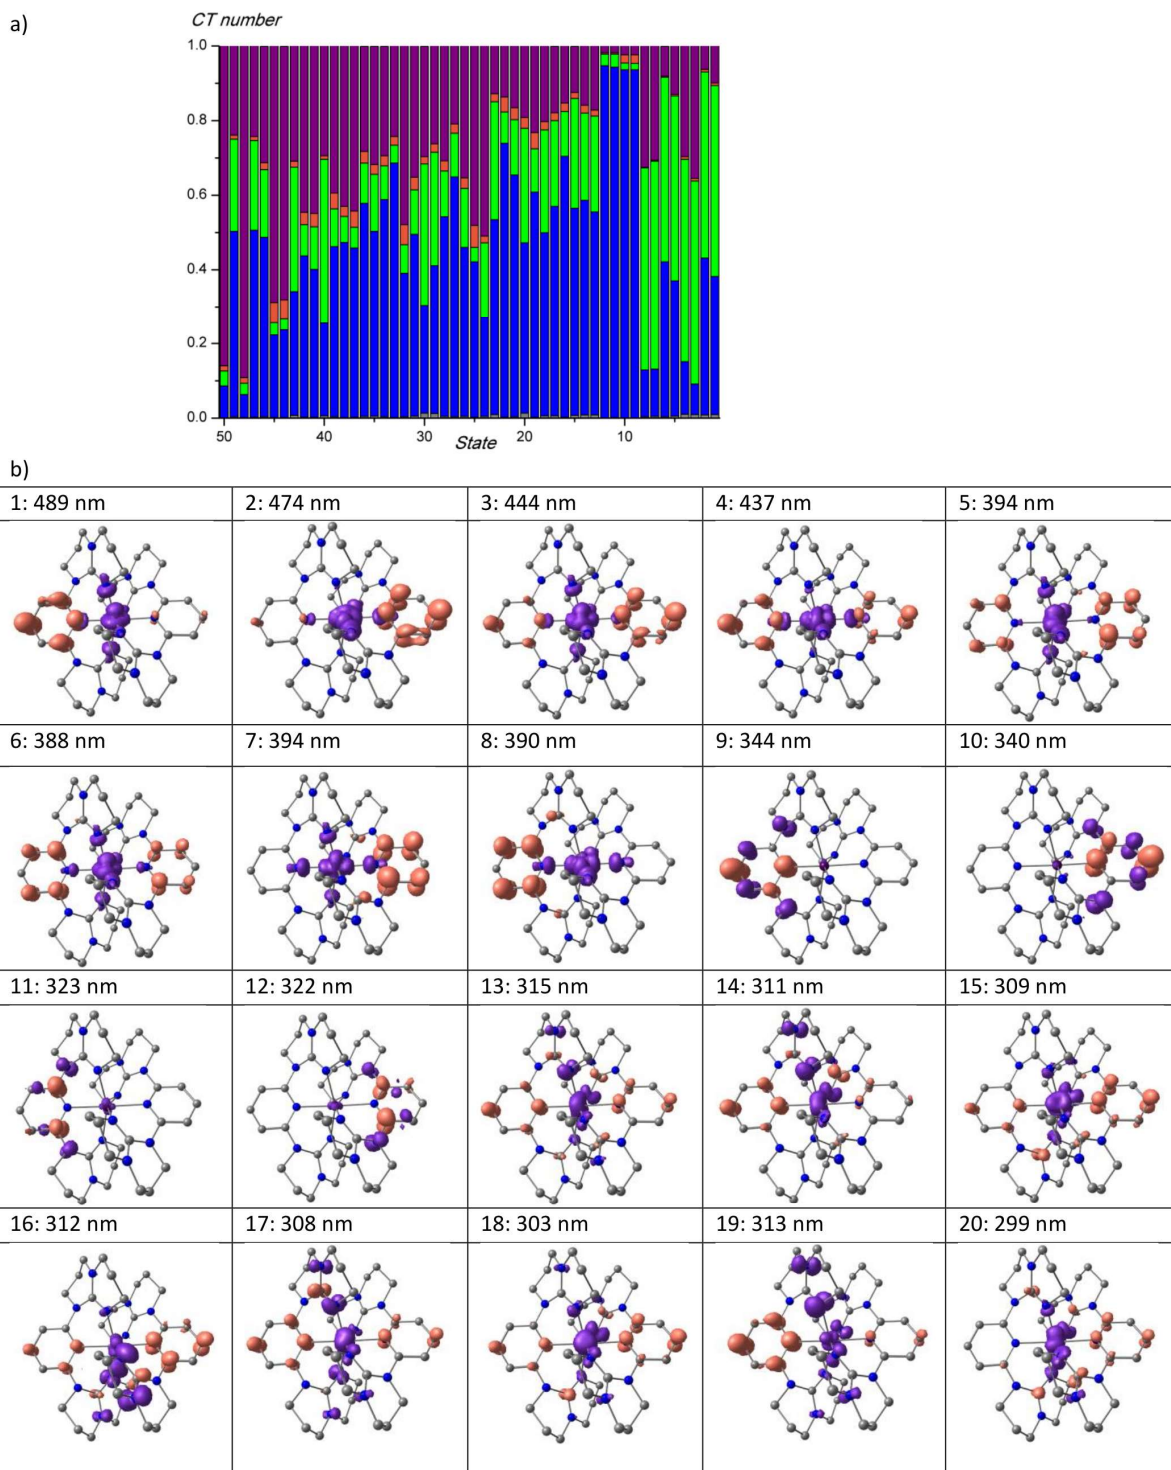 a)
CT number
1.0
0.8
0.6
0.4
0.2
0.0
50 40 30 20 10
State
b)
1: 489 nm 2: 474 nm 3: 444 nm 4: 437 nm 5: 394 nm
6: 388 nm 7: 394 nm 8: 390 nm 9: 344 nm 10: 340 nm
11: 323 nm 12: 322 nm 13: 315 nm 14: 311 nm 15: 309 nm
16: 312 nm 17: 308 nm 18: 303 nm 19: 313 nm 20: 299 nm